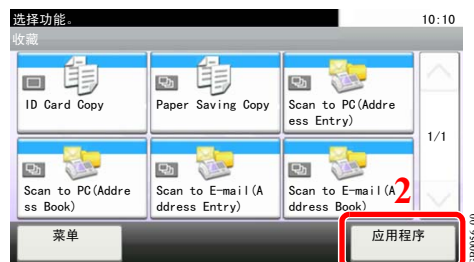 选择功能。 10:10
收藏
ID Card Copy
Paper Saving Copy
Scan to PC(Addre
ess Entry)
1/1
Scan to PC(Addre
ss Book)
Scan to E-mail(A
ddress Entry)
Scan to E-mail(A
ddress Book)
2
菜单
应用程序